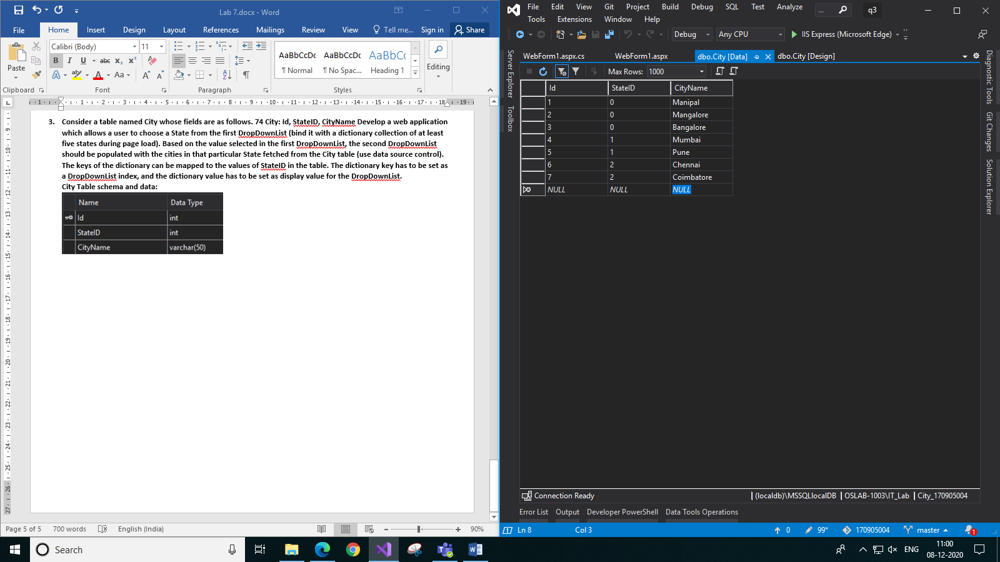 Lab 7.docx - Word
File Home Insert Design Layout References Mailings Review View Tell me... Sign in Share
Calibri (Body) 11
AaBbCcDc AaBbCcDc AaBbCc
Paste B I U abc x₂ x² ¶ Normal ¶ No Spac... Heading 1 Editing
A ab A Aa A A
Clipboard Font Paragraph Styles
3. Consider a table named City whose fields are as follows. 74 City: Id, StateID, CityName Develop a web application
which allows a user to choose a State from the first DropDownList (bind it with a dictionary collection of at least
five states during page load). Based on the value selected in the first DropDownList, the second DropDownList
should be populated with the cities in that particular State fetched from the City table (use data source control).
The keys of the dictionary can be mapped to the values of StateID in the table. The dictionary key has to be set as
a DropDownList index, and the dictionary value has to be set as display value for the DropDownList.
City Table schema and data:
Name Data Type
Id int
StateID int
CityName varchar(50)
Page 5 of 5 700 words English (India) 90%
File Edit View Git Project Build Debug SQL Test Analyze ... q3
Tools Extensions Window Help
Debug Any CPU IIS Express (Microsoft Edge)
Server Explorer
Toolbox
WebForm1.aspx.cs WebForm1.aspx dbo.City [Data] dbo.City [Design]
Max Rows: 1000
Id StateID CityName
1 0 Manipal
2 0 Mangalore
3 0 Bangalore
4 1 Mumbai
5 1 Pune
6 2 Chennai
7 2 Coimbatore
NULL NULL NULL
Diagnostic Tools
Git Changes
Solution Explorer
Connection Ready (localdb)\MSSQLlocalDB OSLAB-1003\IT_Lab City_170905004
Error List Output Developer PowerShell Data Tools Operations
Ln 8 Col 3 0 99* 170905004 master 1
Search ENG 11:00
08-12-2020